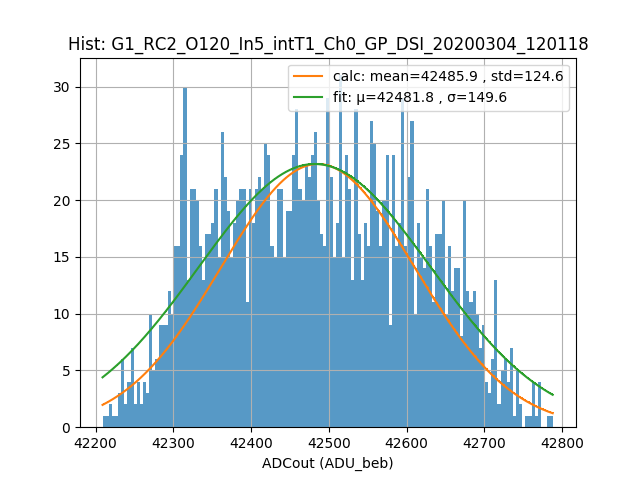 Hist: G1_RC2_O120_In5_intT1_Ch0_GP_DSI_20200304_120118
calc: mean=42485.9 , std=124.6
fit: μ=42481.8 , σ=149.6
30
25
20
15
10
5
0
42200 42300 42400 42500 42600 42700 42800
ADCout (ADU_beb)